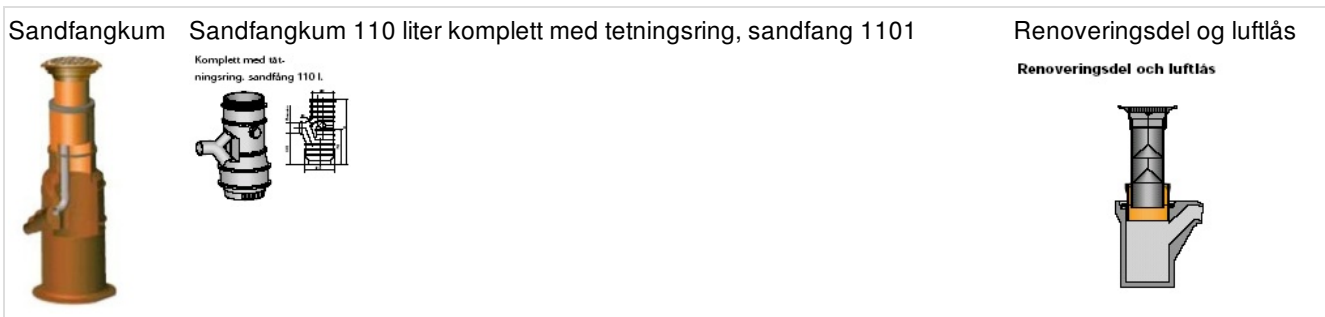 Sandfangkum
Sandfangkum 110 liter komplett med tetningsring, sandfang 1101
Renoveringsdel og luftlås
Komplett med tät-
ningsring. sandfång 110 l.
Renoveringsdel och luftlås